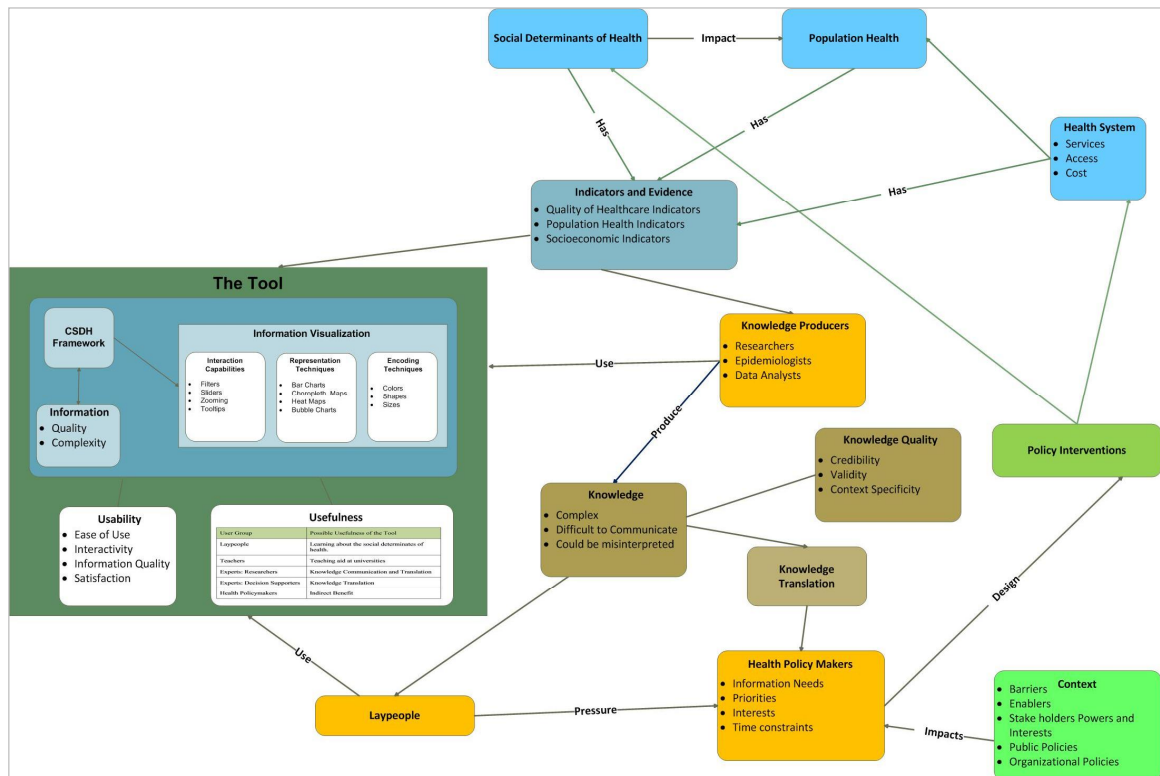 Social Determinants of Health
Impact
Population Health
Has
Has
Health System
• Services
• Access
• Cost
Has
Indicators and Evidence
• Quality of Healthcare Indicators
• Population Health Indicators
• Socioeconomic Indicators
The Tool
CSDH
Framework
Information Visualization
Interaction
Capabilities
• Filters
• Sliders
• Zooming
• Tooltips
Representation
Techniques
• Bar Charts
• Choropleth Maps
• Heat Maps
• Bubble Charts
Encoding
Techniques
• Colors
• Shapes
• Sizes
Information
• Quality
• Complexity
Usability
• Ease of Use
• Interactivity
• Information Quality
• Satisfaction
Usefulness
User Group Possible Usefulness of the Tool
Laypeople Learning about the social determinates of
health.
Teachers Teaching aid at universities
Experts: Researchers Knowledge Communication and Translation
Experts: Decision Supporters Knowledge Translation
Health Policymakers Indirect Benefit
Use
Knowledge Producers
• Researchers
• Epidemiologists
• Data Analysts
Produce
Knowledge Quality
• Credibility
• Validity
• Context Specificity
Policy Interventions
Knowledge
• Complex
• Difficult to Communicate
• Could be misinterpreted
Knowledge
Translation
Design
Use
Laypeople
Pressure
Health Policy Makers
• Information Needs
• Priorities
• Interests
• Time constraints
Impacts
Context
• Barriers
• Enablers
• Stake holders Powers and
Interests
• Public Policies
• Organizational Policies